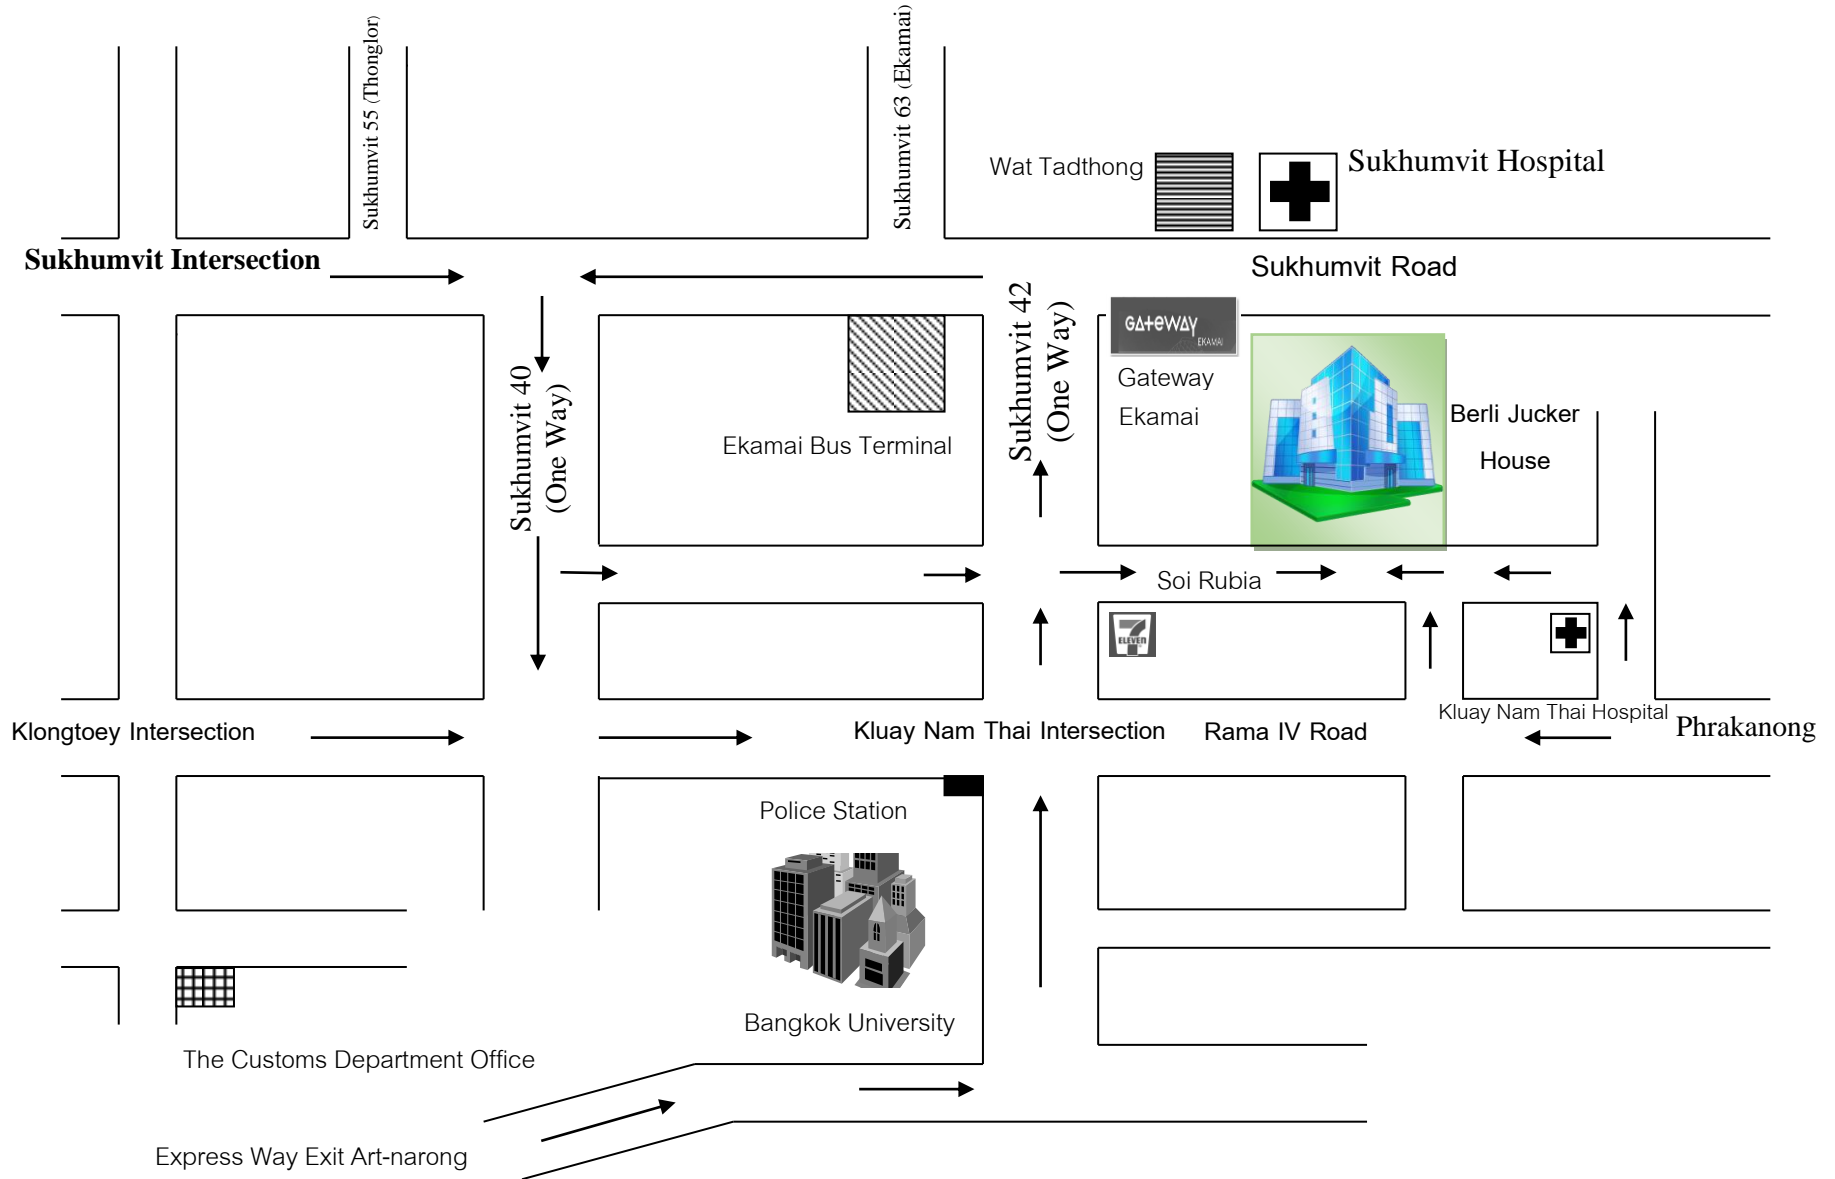 Sukhumvit 55 (Thonglor)
Sukhumvit 63 (Ekamai)
Wat Tadthong
Sukhumvit Hospital
Sukhumvit Intersection
Sukhumvit Road
Sukhumvit 40
(One Way)
Ekamai Bus Terminal
Sukhumvit 42
(One Way)
GATEWAY
EKAMAI
Gateway
Ekamai
Berli Jucker
House
Soi Rubia
7
ELEVEN
Kluay Nam Thai Hospital
Klongtoey Intersection
Kluay Nam Thai Intersection
Rama IV Road
Phrakanong
Police Station
Bangkok University
The Customs Department Office
Express Way Exit Art-narong